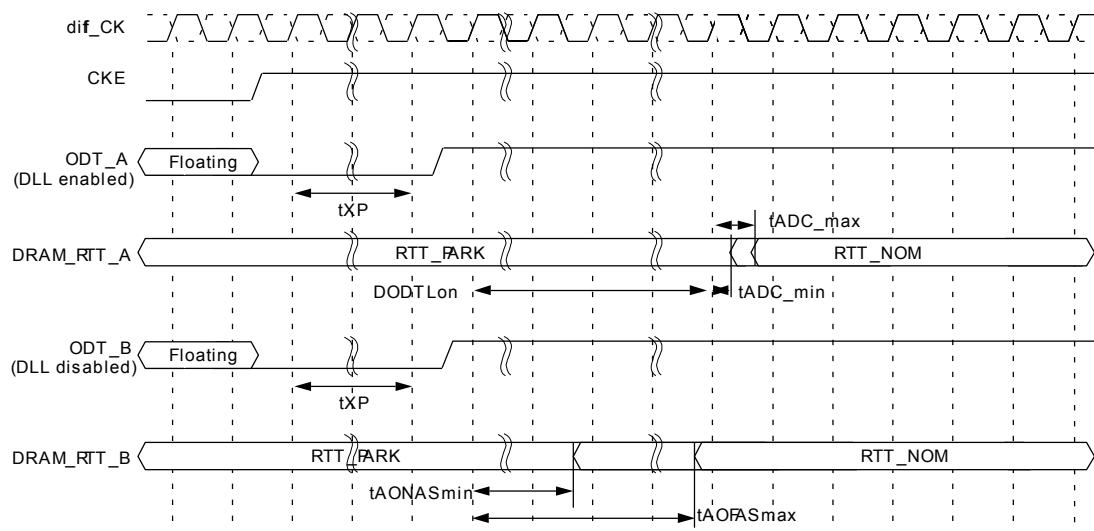 dif_CK
CKE
ODT_A
(DLL enabled)
Floating
tXP
tADC_max
DRAM_RTT_A
RTT_PARK
RTT_NOM
DODTLon
tADC_min
ODT_B
(DLL disabled)
Floating
tXP
DRAM_RTT_B
RTT_PARK
RTT_NOM
tAONASmin
tAOFASmax